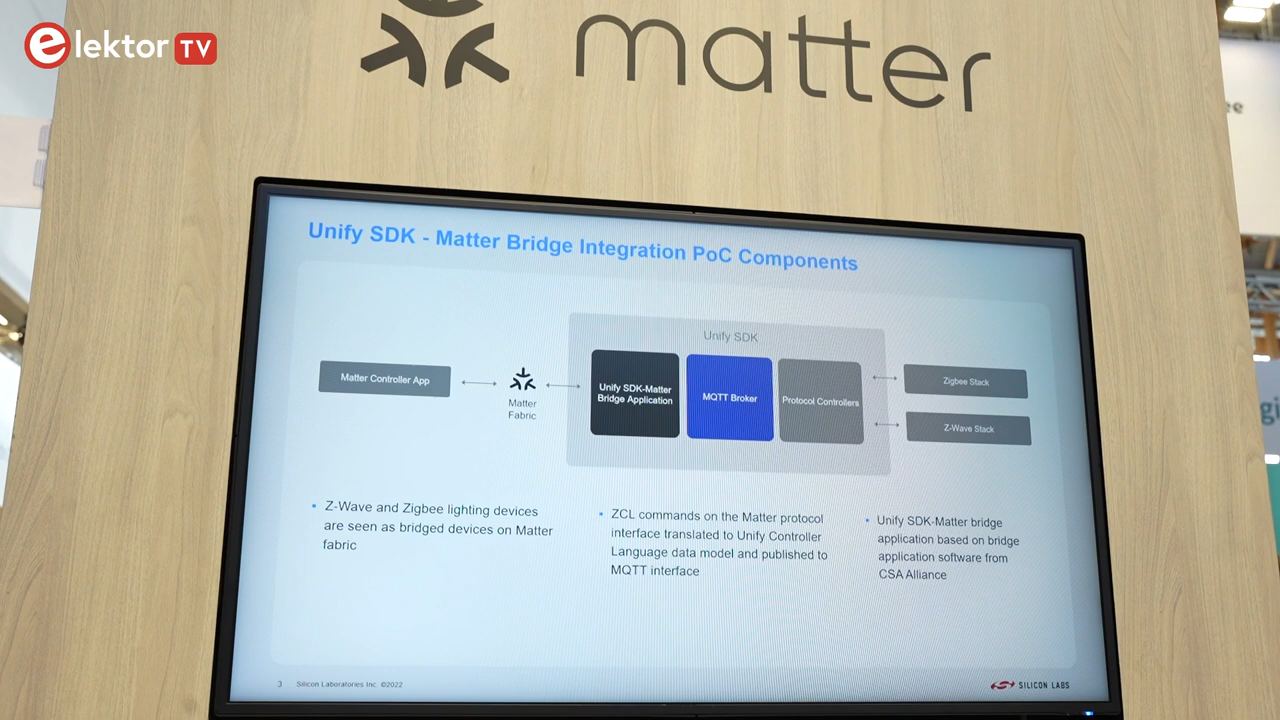 elektor TV
matter
Unify SDK - Matter Bridge Integration PoC Components
Unify SDK
Matter Controller App
Matter
Fabric
Unify SDK-Matter
Bridge Application
MQTT Broker
Protocol Controllers
Zigbee Stack
Z-Wave Stack
• Z-Wave and Zigbee lighting devices
are seen as bridged devices on Matter
fabric
• ZCL commands on the Matter protocol
interface translated to Unify Controller
Language data model and published to
MQTT interface
• Unify SDK-Matter bridge
application based on bridge
application software from
CSA Alliance
3 Silicon Laboratories Inc. ©2022
SILICON LABS